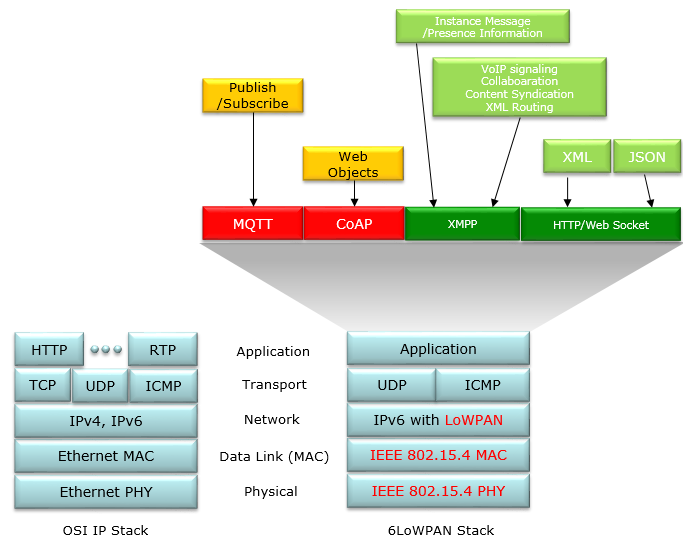 Instance Message
/Presence Information
VoIP signaling
Collaboaration
Content Syndication
XML Routing
Publish
/Subscribe
Web
Objects
XML
JSON
MQTT
CoAP
XMPP
HTTP/Web Socket
HTTP
RTP
Application
Application
TCP
UDP
ICMP
Transport
UDP
ICMP
IPv4, IPv6
Network
IPv6 with LoWPAN
Ethernet MAC
Data Link (MAC)
IEEE 802.15.4 MAC
Ethernet PHY
Physical
IEEE 802.15.4 PHY
OSI IP Stack
6LoWPAN Stack